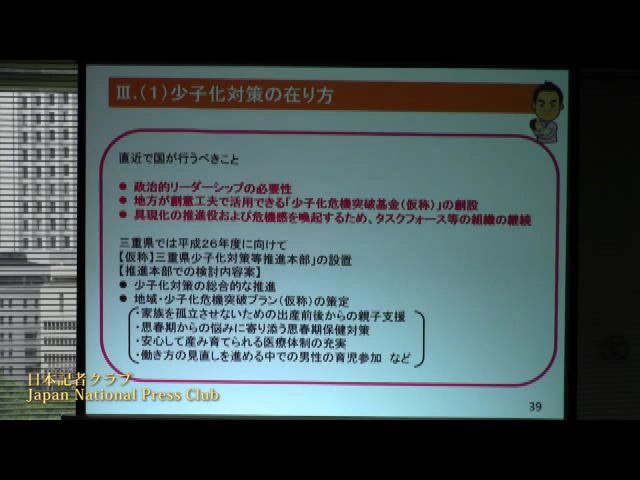 Ⅲ.(1)少子化対策の在り方
直近で国が行うべきこと
● 政治的リーダーシップの必要性
● 地方が創意工夫で活用できる「少子化危機突破基金(仮称)」の創設
● 具現化の推進役および危機感を喚起するため、タスクフォース等の組織の継続
三重県では平成26年度に向けて
【仮称】三重県少子化対策等推進本部」の設置
【推進本部での検討内容案】
● 少子化対策の総合的な推進
● 地域・少子化危機突破プラン(仮称)の策定
・家族を孤立させないための出産前後からの親子支援
・思春期からの悩みに寄り添う思春期保健対策
・安心して産み育てられる医療体制の充実
・働き方の見直しを進める中での男性の育児参加 など
日本記者クラブ
Japan National Press Club
39